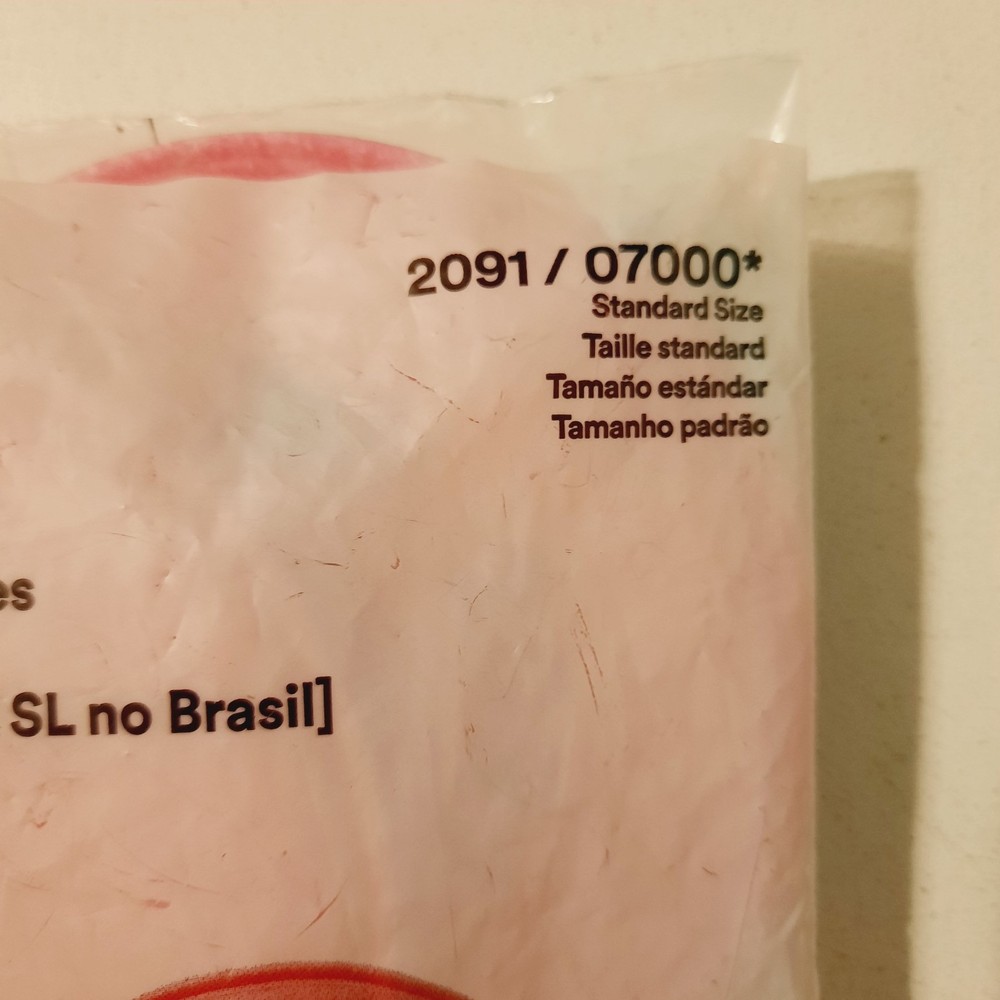 2091 / 07000*
Standard Size
Taille standard
Tamaño estándar
Tamanho padrão
es
SL no Brasil]